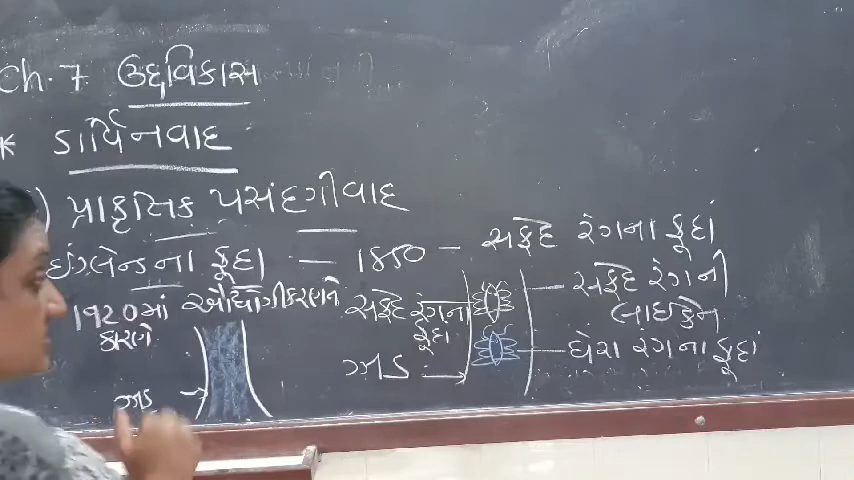 Ch. 7 ઉદ્દવિકાસ
* ડાર્વિનવાદ
) પ્રાકૃતિક પસંદગીવાદ
ઇંગ્લેન્ડના ફૂદાં — 1850 – સફેદ રંગના ફૂદાં
1920માં ઔદ્યોગીકરણને કારણે
ઝાડ
સફેદ રંગના ફૂદાં
ઝાડ
સફેદ રંગની લાઇકેન
ઘેરા રંગના ફૂદાં